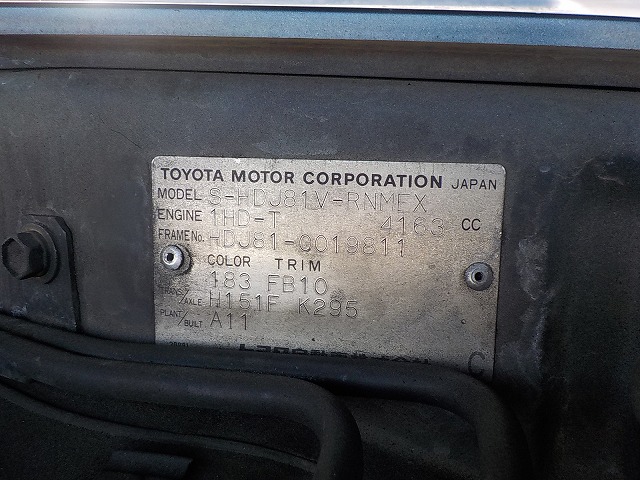 TOYOTA MOTOR CORPORATION JAPAN
MODEL S-HDJ81V-RNMEX
ENGINE 1HD-T 4163 CC
FRAME No. HDJ81-0019811
COLOR TRIM
183 FB10
/AXLE H151F K295
PLANT/BUILT A11
C